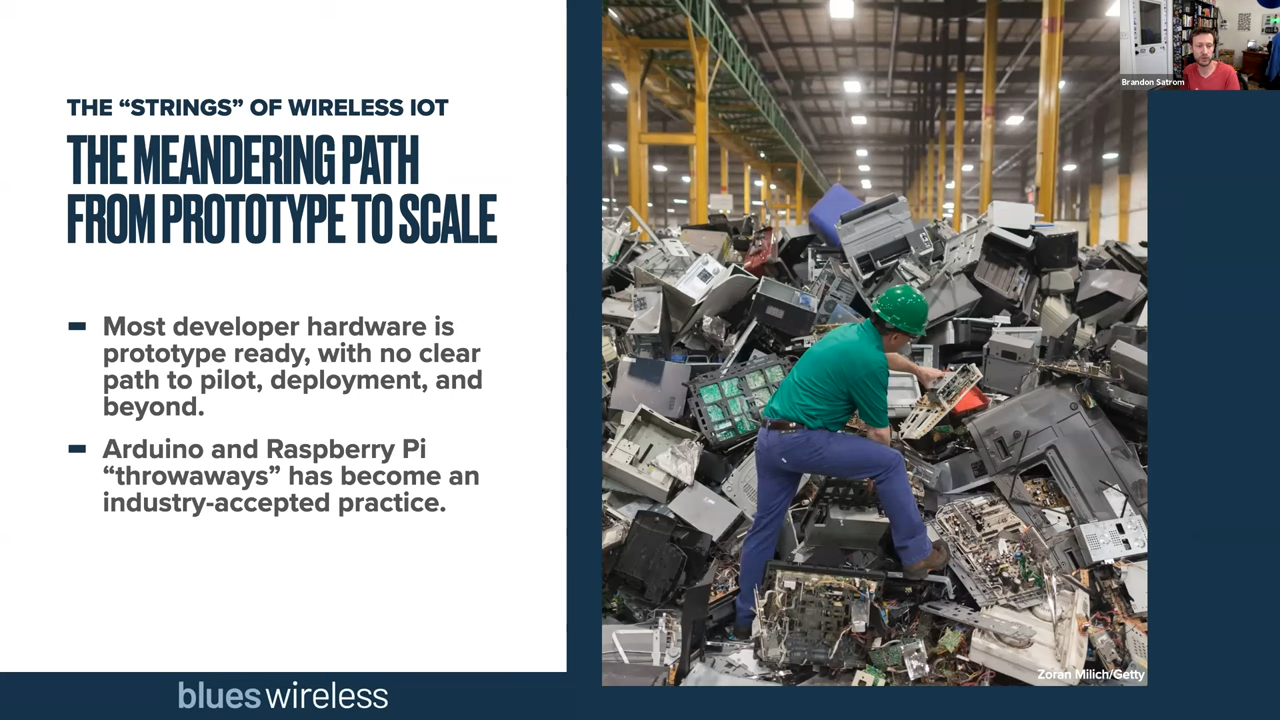 THE “STRINGS” OF WIRELESS IOT
THE MEANDERING PATH
FROM PROTOTYPE TO SCALE
Most developer hardware is
prototype ready, with no clear
path to pilot, deployment, and
beyond.
Arduino and Raspberry Pi
“throwaways” has become an
industry-accepted practice.
blues wireless
Brandon Satrom
Zoran Milich/Getty